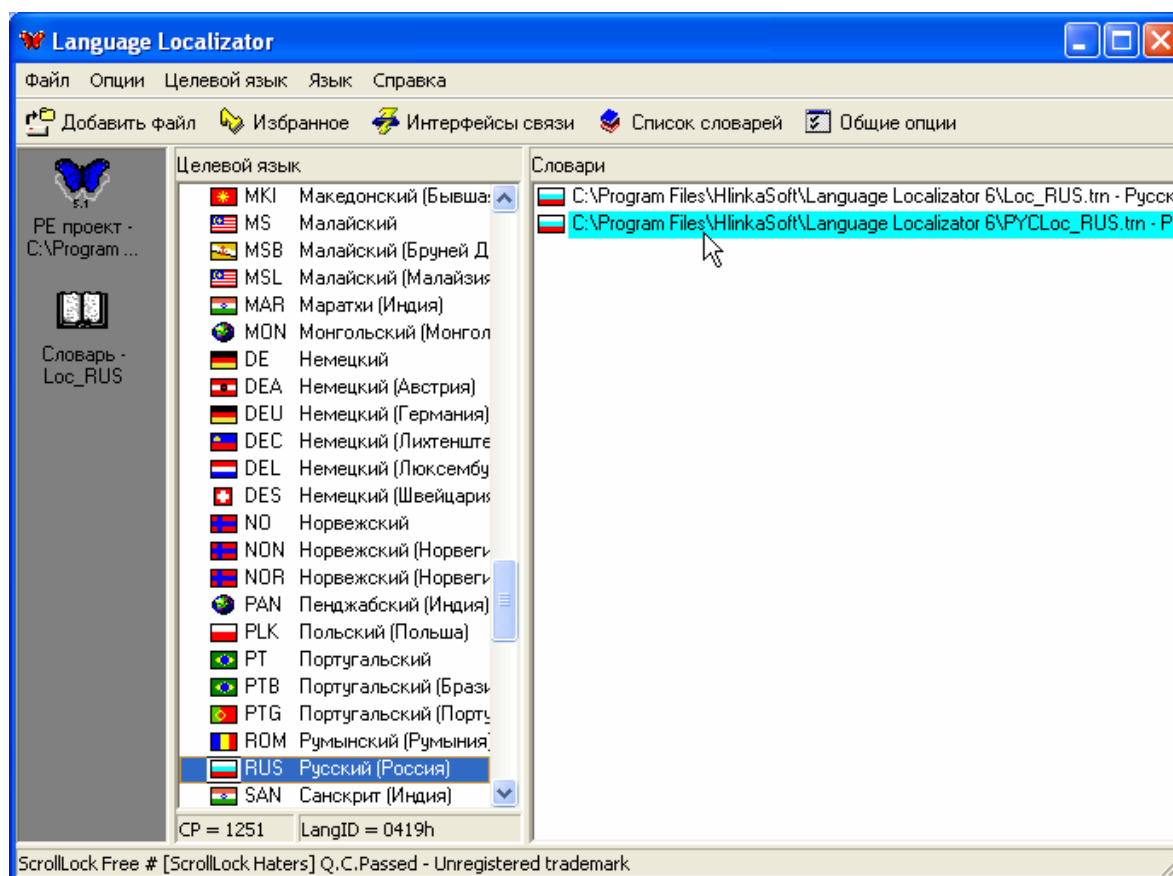 Language Localizator
Файл Опции Целевой язык Язык Справка
Добавить файл Избранное Интерфейсы связи Список словарей Общие опции
5.1
PE проект -
C:\Program ...
Словарь -
Loc_RUS
Целевой язык
MKI Македонский (Бывша
MS Малайский
MSB Малайский (Бруней Д
MSL Малайский (Малайзия
MAR Маратхи (Индия)
MON Монгольский (Монгол
DE Немецкий
DEA Немецкий (Австрия)
DEU Немецкий (Германия)
DEC Немецкий (Лихтенште
DEL Немецкий (Люксембу
DES Немецкий (Швейцария
NO Норвежский
NON Норвежский (Норвеги
NOR Норвежский (Норвеги
PAN Пенджабский (Индия)
PLK Польский (Польша)
PT Португальский
PTB Португальский (Брази
PTG Португальский (Порту
ROM Румынский (Румыния)
RUS Русский (Россия)
SAN Санскрит (Индия)
CP = 1251 LangID = 0419h
Словари
C:\Program Files\HlinkaSoft\Language Localizator 6\Loc_RUS.trn - Русск
C:\Program Files\HlinkaSoft\Language Localizator 6\PYCLoc_RUS.trn - Р
ScrollLock Free # [ScrollLock Haters] Q.C.Passed - Unregistered trademark